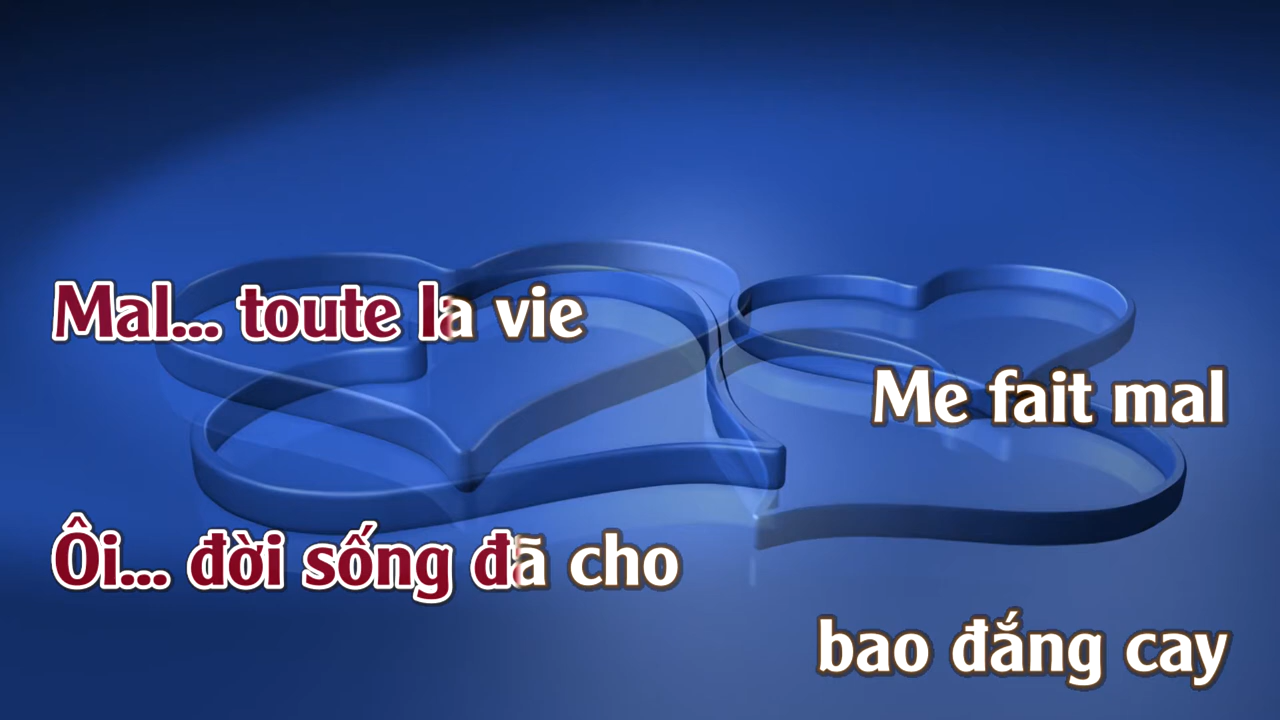 Mal... toute la vie
Me fait mal
Ôi... đời sống đã cho
bao đắng cay